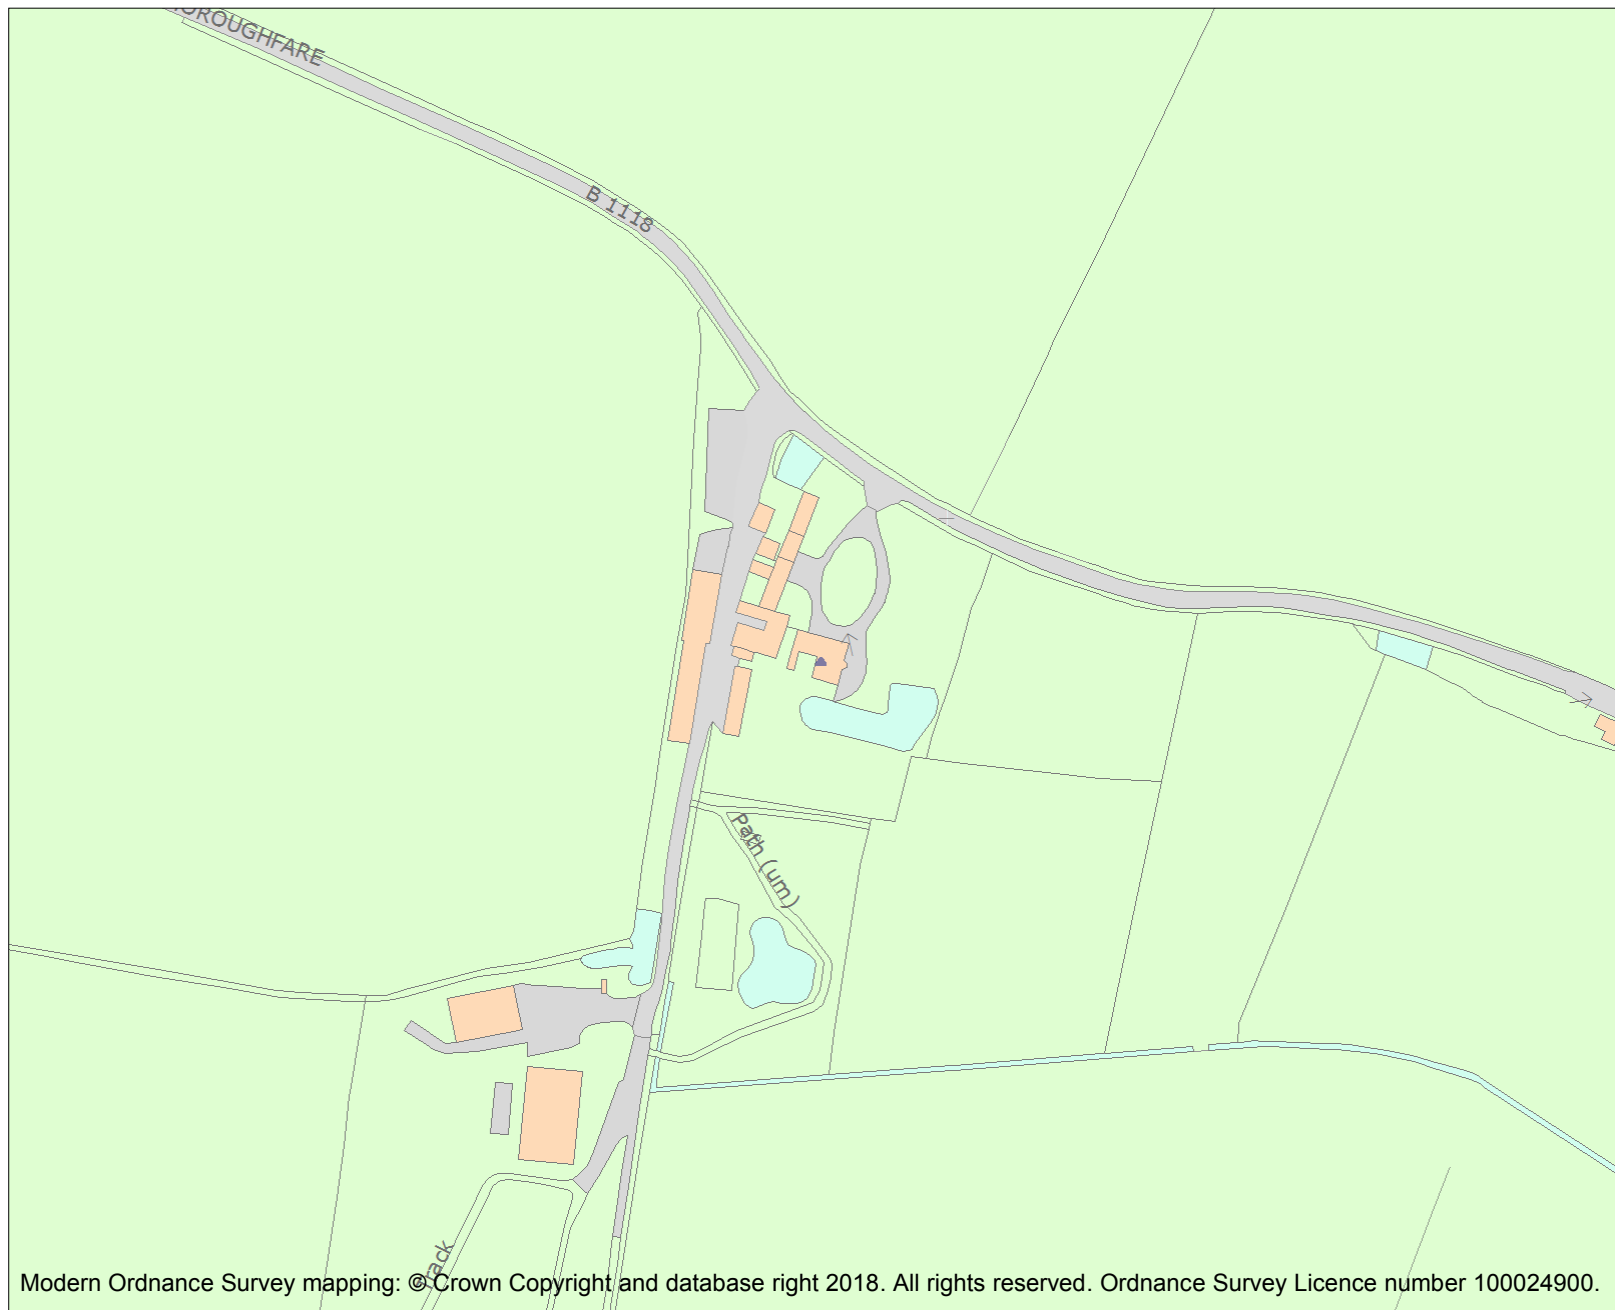 OROUGHFARE
B 1118
Path (um)
rack
Modern Ordnance Survey mapping: © Crown Copyright and database right 2018. All rights reserved. Ordnance Survey Licence number 100024900.